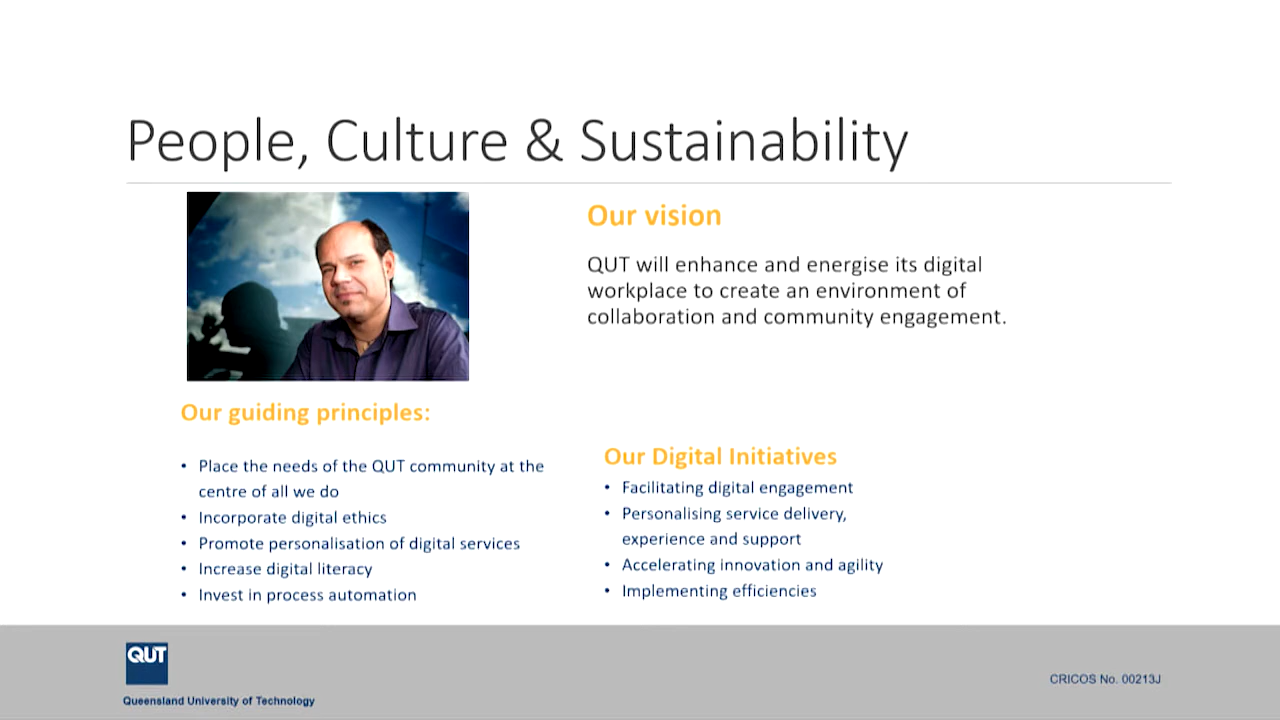 People, Culture & Sustainability
Our vision
QUT will enhance and energise its digital
workplace to create an environment of
collaboration and community engagement.
Our guiding principles:
• Place the needs of the QUT community at the
centre of all we do
• Incorporate digital ethics
• Promote personalisation of digital services
• Increase digital literacy
• Invest in process automation
Our Digital Initiatives
• Facilitating digital engagement
• Personalising service delivery,
experience and support
• Accelerating innovation and agility
• Implementing efficiencies
QUT
Queensland University of Technology
CRICOS No. 00213J